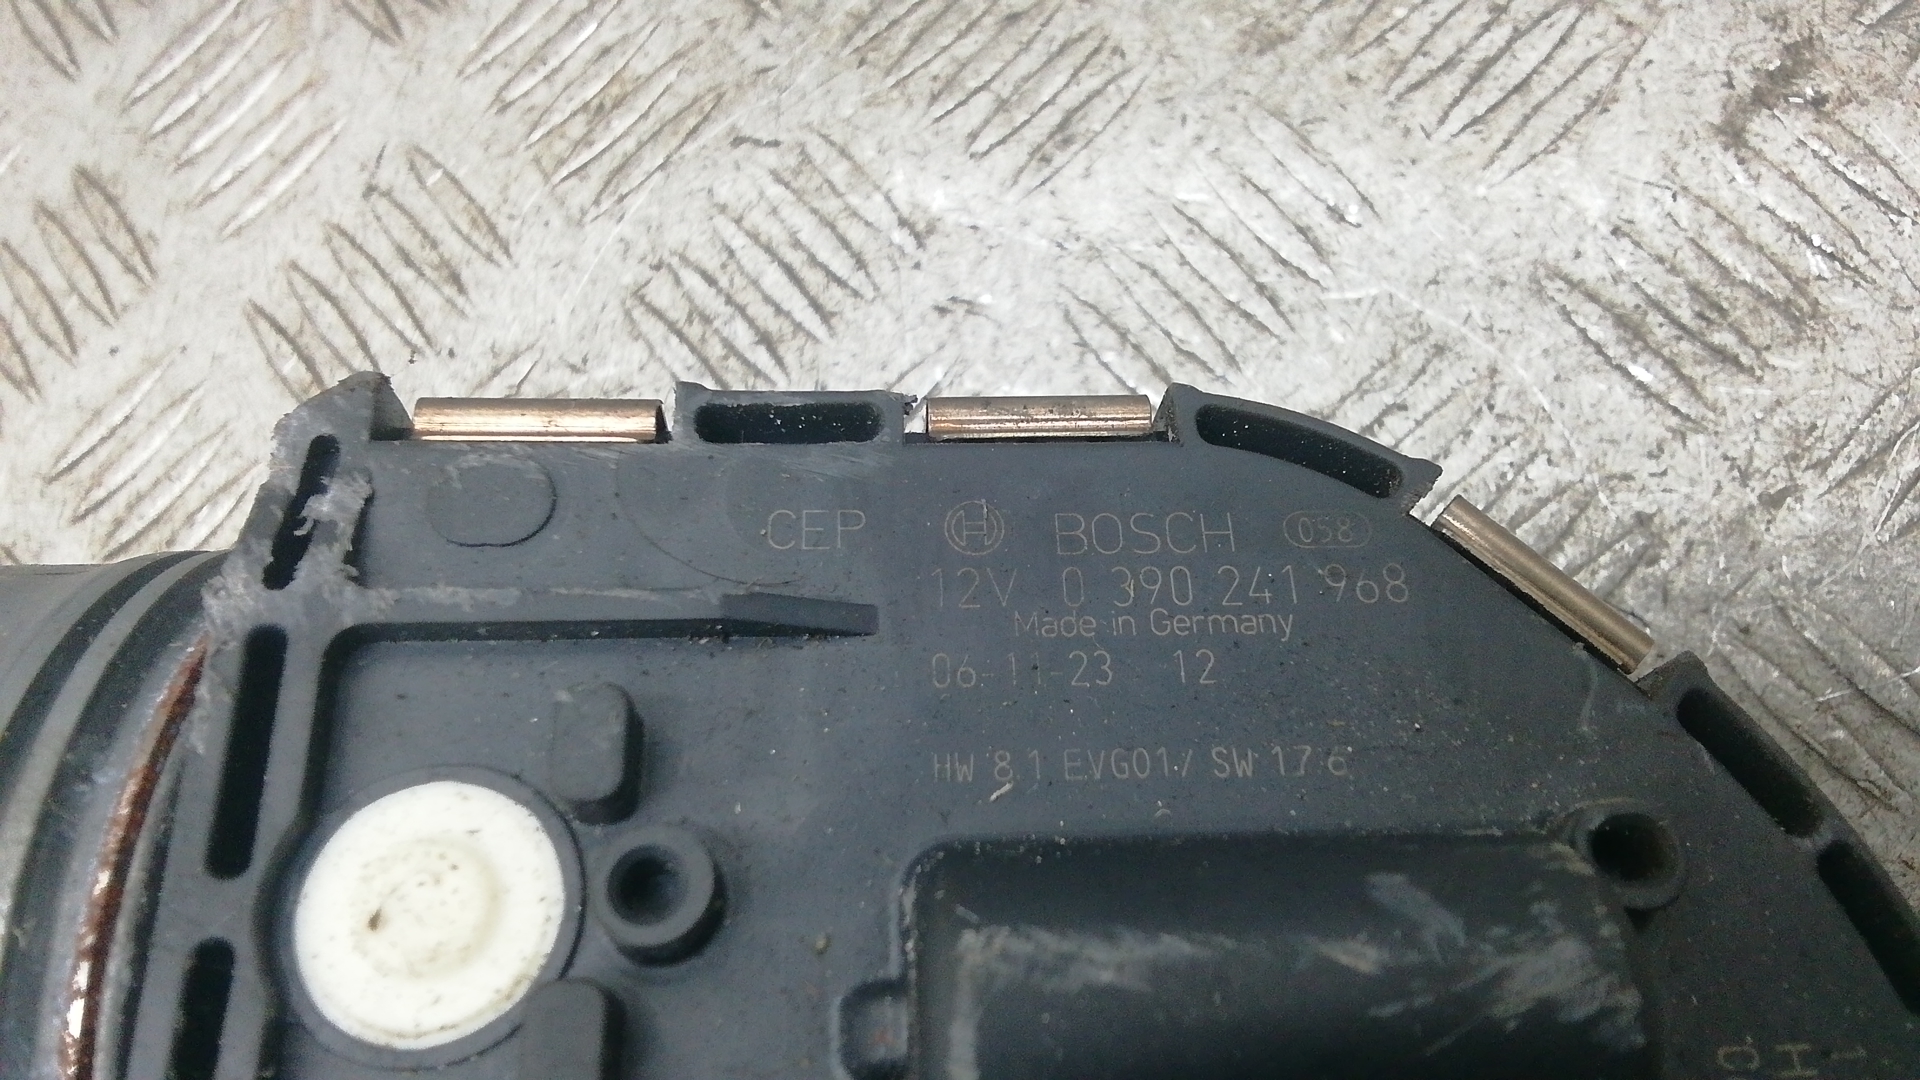 CEP BOSCH 058
12V 0 390 241 968
Made in Germany
06-11-23 12
HW 8.1 EVG01/ SW 17.6